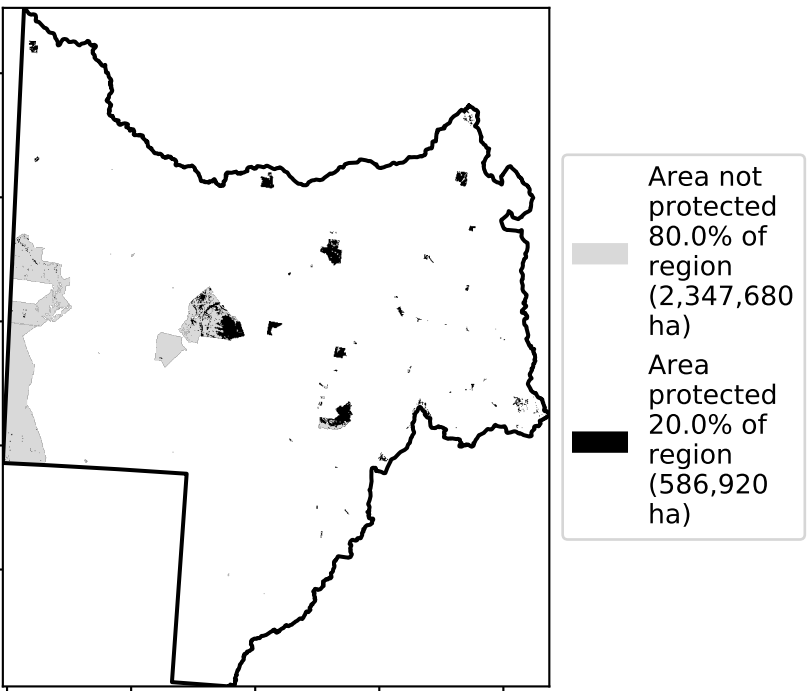 Area not
protected
80.0% of
region
(2,347,680
ha)
Area
protected
20.0% of
region
(586,920
ha)